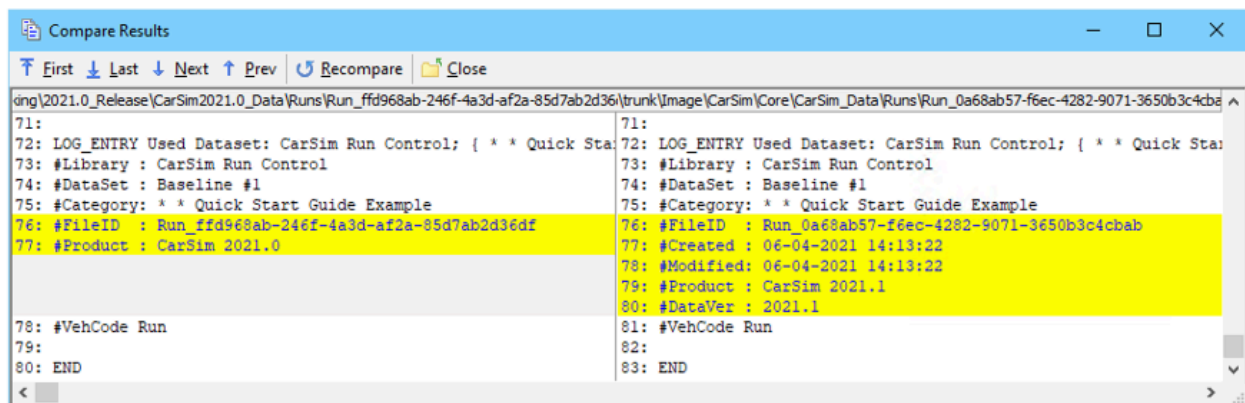 Compare Results
First Last Next Prev Recompare Close
ing\2021.0_Release\CarSim2021.0_Data\Runs\Run_ffd968ab-246f-4a3d-af2a-85d7ab2d36
\trunk\Image\CarSim\Core\CarSim_Data\Runs\Run_0a68ab57-f6ec-4282-9071-3650b3c4cba
71:
72: LOG_ENTRY Used Dataset: CarSim Run Control; { * * Quick Sta
73: #Library : CarSim Run Control
74: #DataSet : Baseline #1
75: #Category: * * Quick Start Guide Example
76: #FileID : Run_ffd968ab-246f-4a3d-af2a-85d7ab2d36df
77: #Product : CarSim 2021.0
78: #VehCode Run
79:
80: END
71:
72: LOG_ENTRY Used Dataset: CarSim Run Control; { * * Quick Sta
73: #Library : CarSim Run Control
74: #DataSet : Baseline #1
75: #Category: * * Quick Start Guide Example
76: #FileID : Run_0a68ab57-f6ec-4282-9071-3650b3c4cbab
77: #Created : 06-04-2021 14:13:22
78: #Modified: 06-04-2021 14:13:22
79: #Product : CarSim 2021.1
80: #DataVer : 2021.1
81: #VehCode Run
82:
83: END